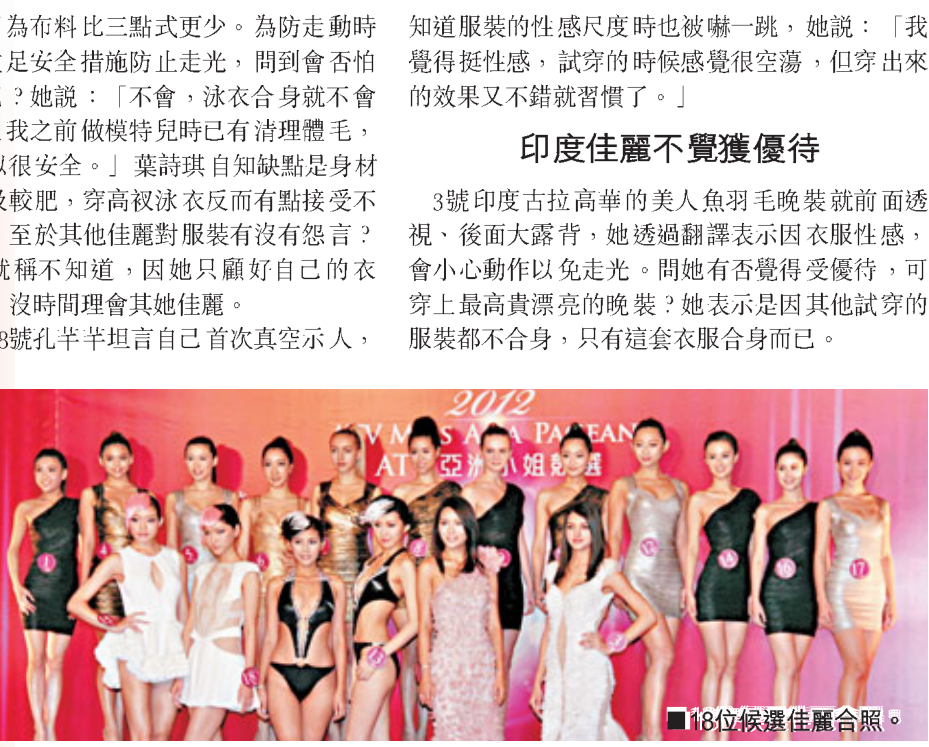 為布料比三點式更少。為防走動時
足安全措施防止走光，問到會否怕
？她説：「不會，泳衣合身就不會
我之前做模特兒時已有清理體毛，
很安全。」葉詩琪自知缺點是身材
較肥，穿高衩泳衣反而有點接受不
至於其他佳麗對服裝有沒有怨言？
稱不知道，因她只顧好自己的衣
沒時間理會其她佳麗。
8號孔芊芊坦言自己首次真空示人，
知道服裝的性感尺度時也被嚇一跳，她説：「我
覺得挺性感，試穿的時候感覺很空蕩，但穿出來
的效果又不錯就習慣了。」
印度佳麗不覺獲優待
3號印度古拉高華的美人魚羽毛晚裝就前面透
視、後面大露背，她透過翻譯表示因衣服性感，
會小心動作以免走光。問她有否覺得受優待，可
穿上最高貴漂亮的晚裝？她表示是因其他試穿的
服裝都不合身，只有這套衣服合身而已。
2012
PAGEAN
亞洲小姐競選
1
4
5
6
12
14
16
17
■18位候選佳麗合照。